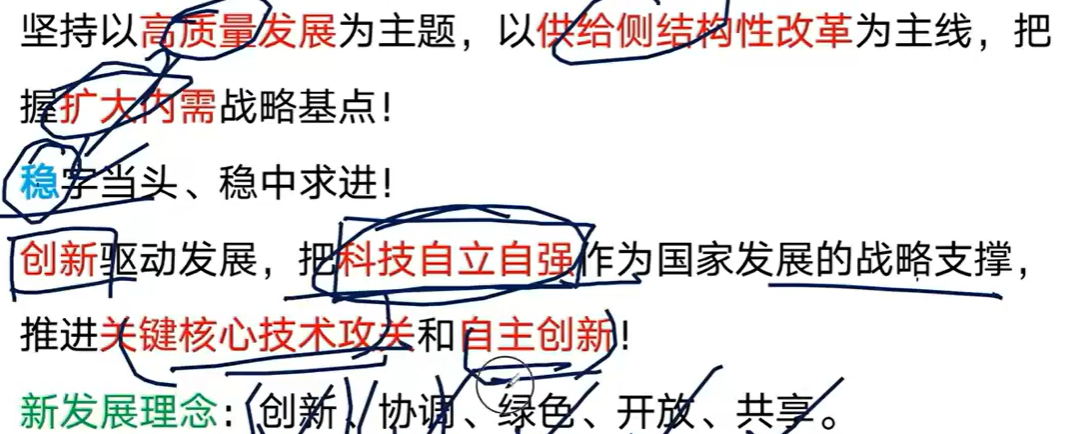 坚持以高质量发展为主题，以供给侧结构性改革为主线，把
握扩大内需战略基点！
稳字当头、稳中求进！
创新驱动发展，把科技自立自强作为国家发展的战略支撑，
推进关键核心技术攻关和自主创新！
新发展理念：创新、协调、绿色、开放、共享。